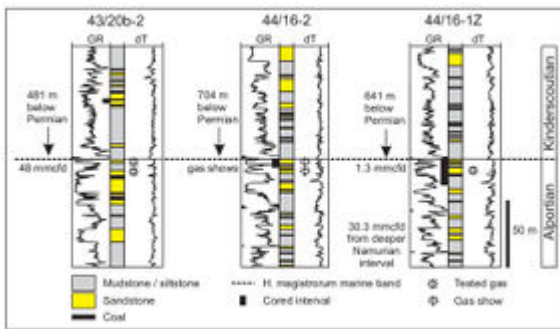 43/20b-2
44/16-2
44/16-1Z
GR dT
GR dT
GR dT
481 m
below
Permian
704 m
below
Permian
641 m
below
Permian
48 mmcfd
gas shows
1.3 mmcfd
30.3 mmcfd
from deeper
Namurian
interval
50 m
Kinderscoutian
Alportian
Mudstone / siltstone
Sandstone
Coal
H. magistrorum marine band
Cored interval
Tested gas
Gas show